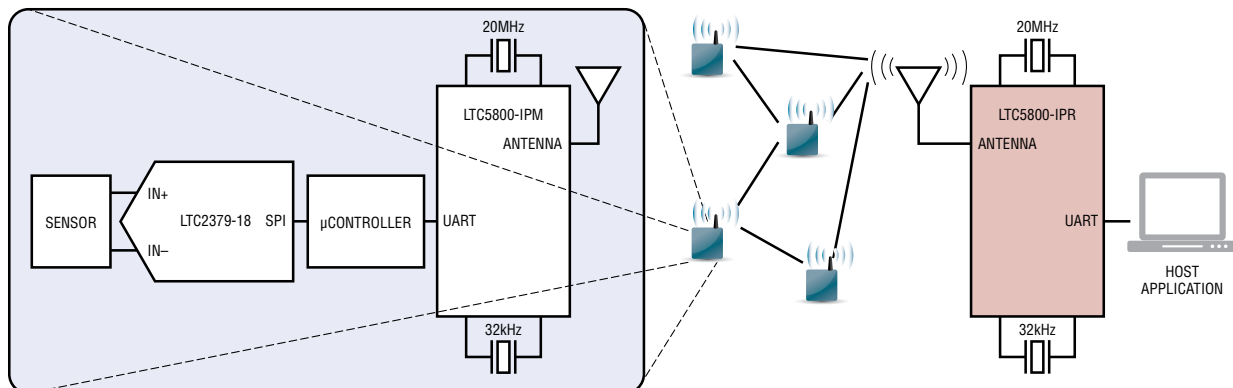 20MHz
LTC5800-IPM
ANTENNA
SENSOR
IN+
IN–
LTC2379-18
SPI
µCONTROLLER
UART
32kHz
20MHz
LTC5800-IPR
ANTENNA
UART
HOST
APPLICATION
32kHz